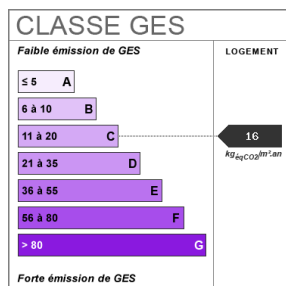 CLASSE GES
Faible émission de GES
LOGEMENT
≤ 5 A
6 à 10 B
11 à 20 C
16
kgéqCO2/m².an
21 à 35 D
36 à 55 E
56 à 80 F
> 80 G
Forte émission de GES